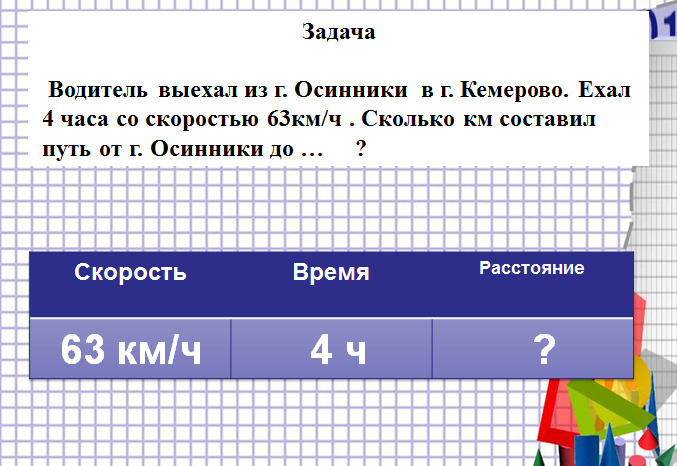 Задача
Водитель выехал из г. Осинники в г. Кемерово. Ехал
4 часа со скоростью 63км/ч . Сколько км составил
путь от г. Осинники до … ?
Скорость Время Расстояние
63 км/ч 4 ч ?
1